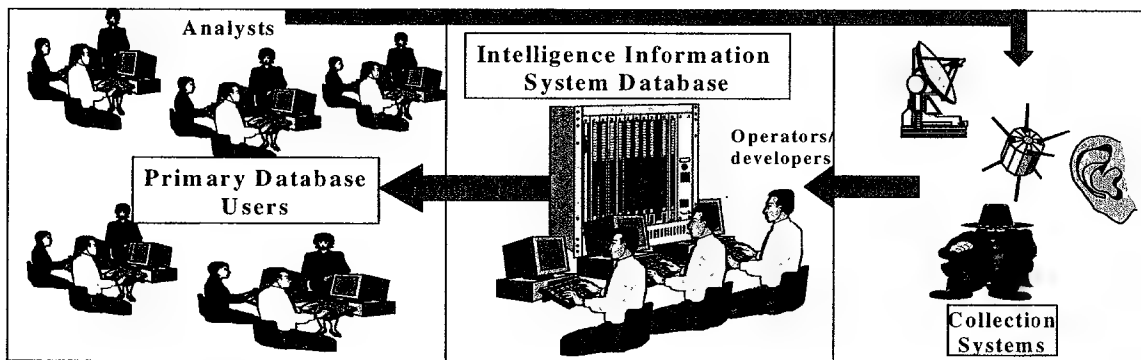 Analysts
Primary Database
Users
Intelligence Information
System Database
Operators/
developers
Collection
Systems